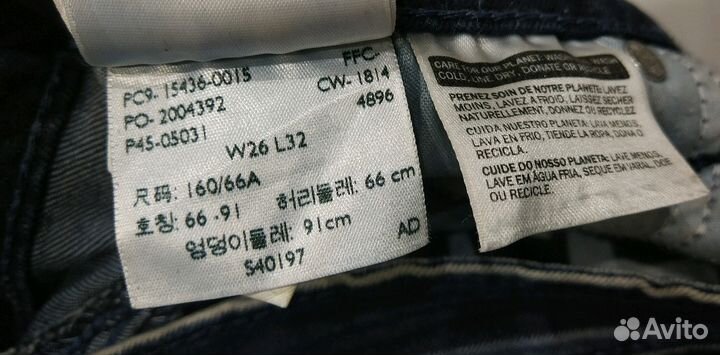 PC9- 15436-0015 FFC-
PO- 2004392 CW- 1814
P45-05031 4896
W26 L32
尺码: 160/66A
호칭: 66 -91 허리둘레: 66 cm
엉덩이둘레: 91cm AD
S40197
CARE FOR OUR PLANET: WASH
COLD, LINE DRY, DONATE OR RECYCLE
PRENEZ SOIN DE NOTRE PLANETE: LAVEZ
MOINS, LAVEZ A FROID, LAISSEZ SECHER
NATURELLEMENT, DONNEZ OU RECYCLEZ.
CUIDA NUESTRO PLANETA: LAVA MENOS,
LAVA EN FRIO, TIENDE LA ROPA, DONA O
RECICLA.
CUIDE DO NOSSO PLANETA: LAVE MENOS,
LAVE EM ÁGUA FRIA, SEQUE EM VARAL, DOE
OU RECICLE.
Avito